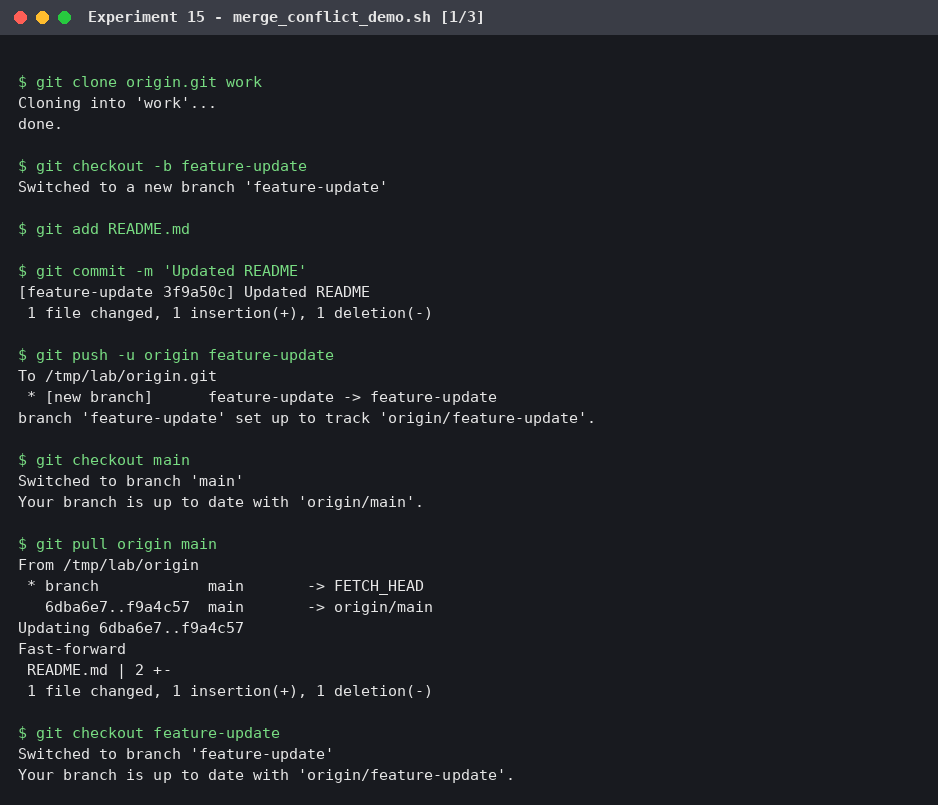 Experiment 15 - merge_conflict_demo.sh [1/3]
$ git clone origin.git work
Cloning into 'work'...
done.
$ git checkout -b feature-update
Switched to a new branch 'feature-update'
$ git add README.md
$ git commit -m 'Updated README'
[feature-update 3f9a50c] Updated README
 1 file changed, 1 insertion(+), 1 deletion(-)
$ git push -u origin feature-update
To /tmp/lab/origin.git
 * [new branch]      feature-update -> feature-update
branch 'feature-update' set up to track 'origin/feature-update'.
$ git checkout main
Switched to branch 'main'
Your branch is up to date with 'origin/main'.
$ git pull origin main
From /tmp/lab/origin
 * branch            main       -> FETCH_HEAD
   6dba6e7..f9a4c57  main       -> origin/main
Updating 6dba6e7..f9a4c57
Fast-forward
 README.md | 2 +-
 1 file changed, 1 insertion(+), 1 deletion(-)
$ git checkout feature-update
Switched to branch 'feature-update'
Your branch is up to date with 'origin/feature-update'.